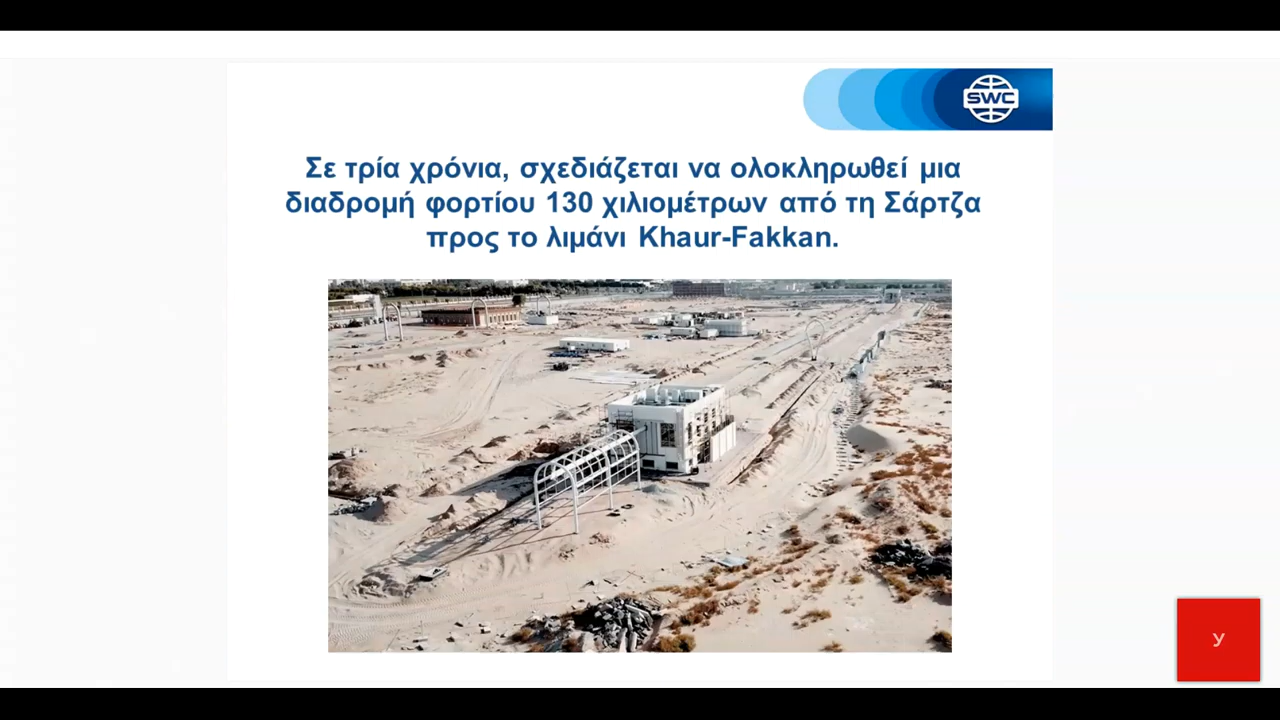 SWC
Σε τρία χρόνια, σχεδιάζεται να ολοκληρωθεί μια
διαδρομή φορτίου 130 χιλιομέτρων από τη Σάρτζα
προς το λιμάνι Khaur-Fakkan.
У